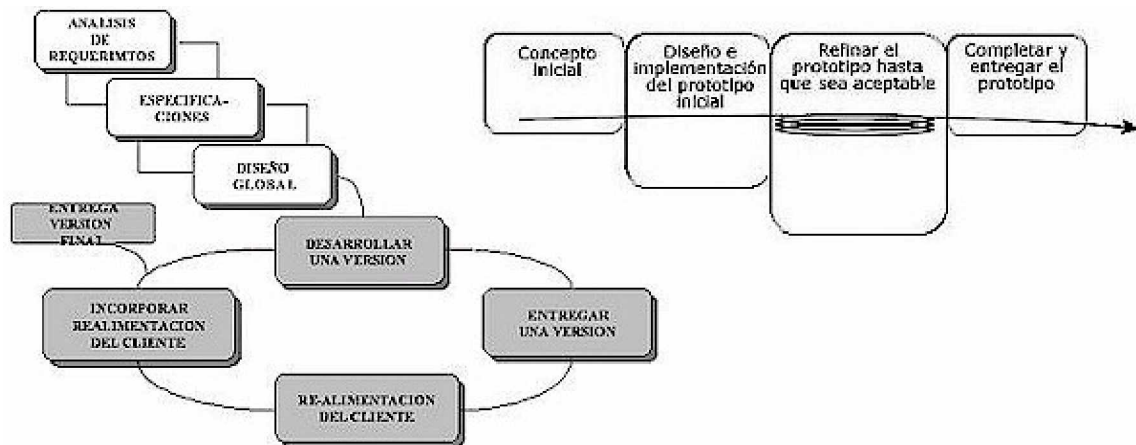 ANALISIS
DE
REQUERIMTOS
ESPECIFICA-
CIONES
DISEÑO
GLOBAL
ENTREGA
VERSION
FINAL
DESARROLLAR
UNA VERSION
INCORPORAR
REALIMENTACION
DEL CLIENTE
ENTREGAR
UNA VERSION
RE-ALIMENTACION
DEL CLIENTE
Concepto
inicial
Diseño e
implementación
del prototipo
inicial
Refinar el
prototipo hasta
que sea aceptable
Completar y
entregar el
prototipo